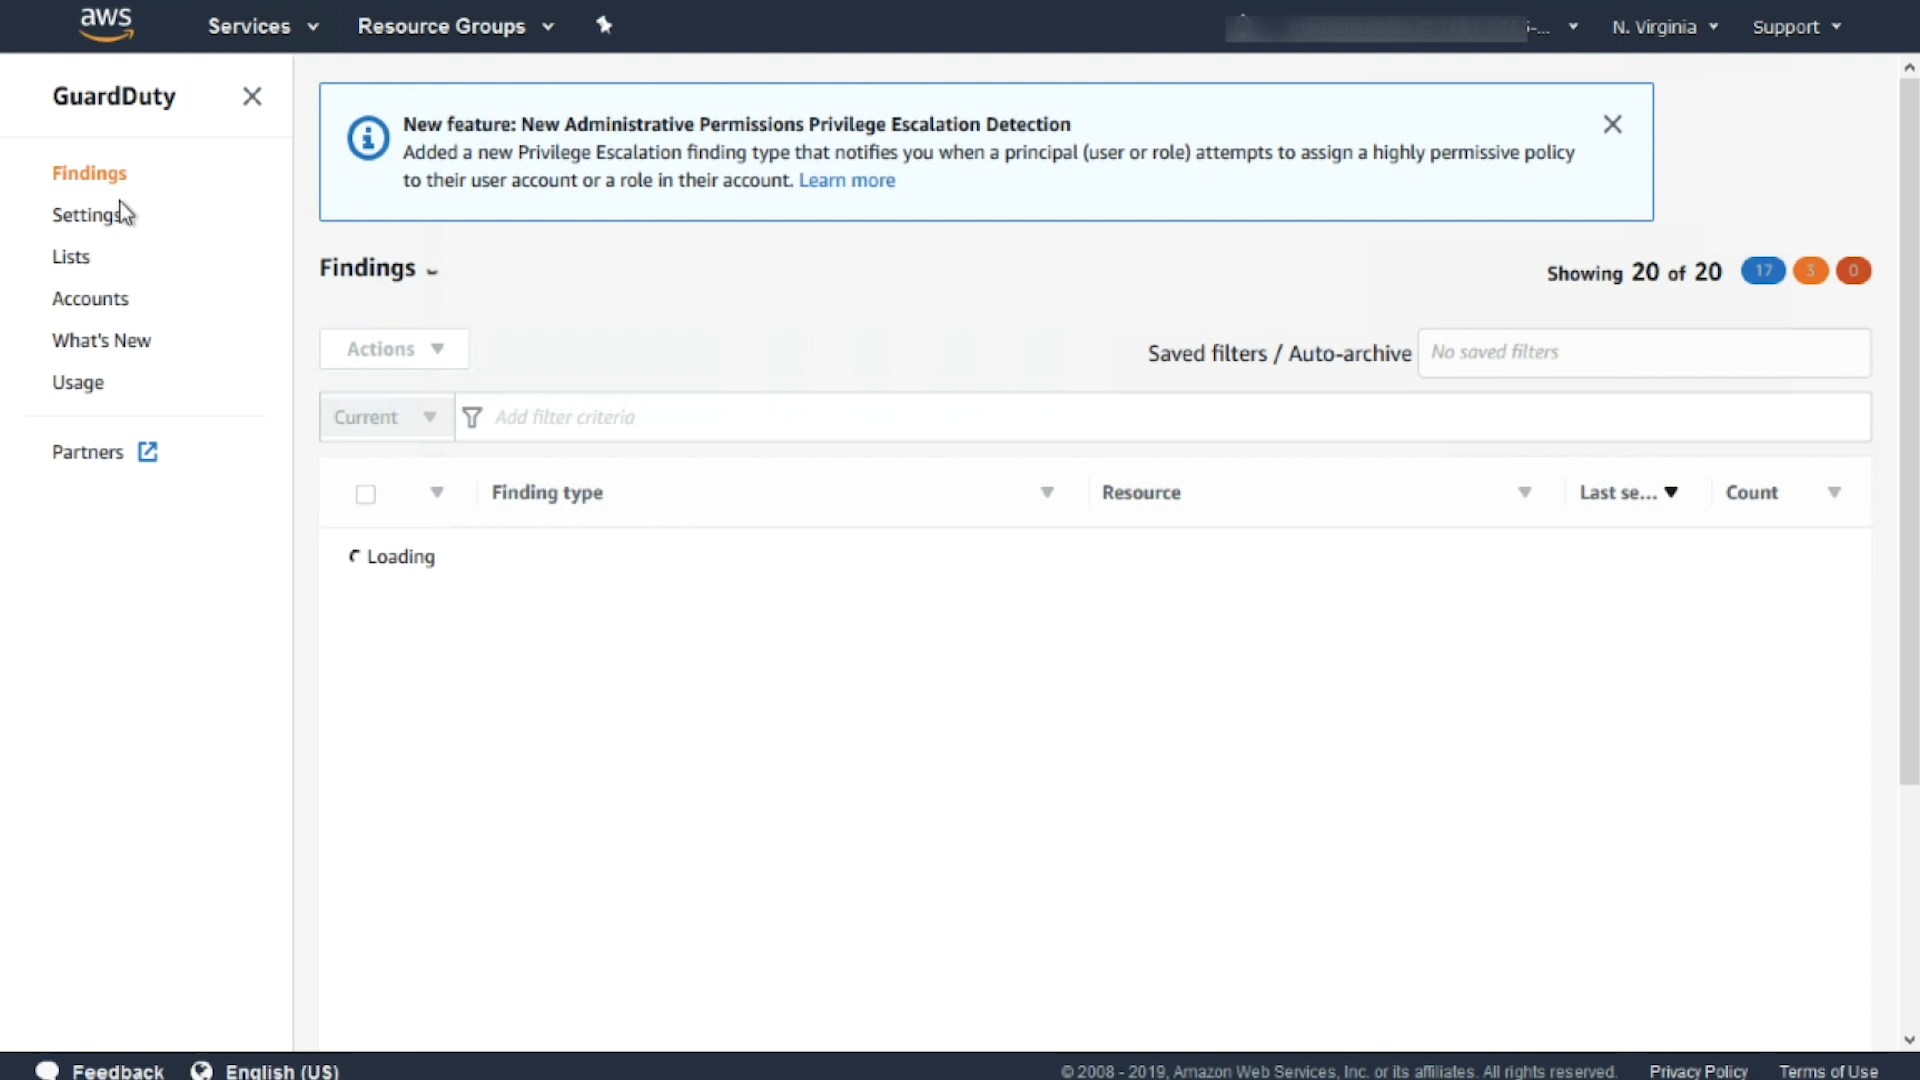 aws Services Resource Groups N. Virginia Support
GuardDuty
Findings
Settings
Lists
Accounts
What's New
Usage
Partners
New feature: New Administrative Permissions Privilege Escalation Detection
Added a new Privilege Escalation finding type that notifies you when a principal (user or role) attempts to assign a highly permissive policy
to their user account or a role in their account. Learn more
Findings
Showing 20 of 20 17 3 0
Actions
Saved filters / Auto-archive No saved filters
Current Add filter criteria
Finding type Resource Last se... Count
Loading
Feedback English (US) © 2008 - 2019, Amazon Web Services, Inc. or its affiliates. All rights reserved. Privacy Policy Terms of Use